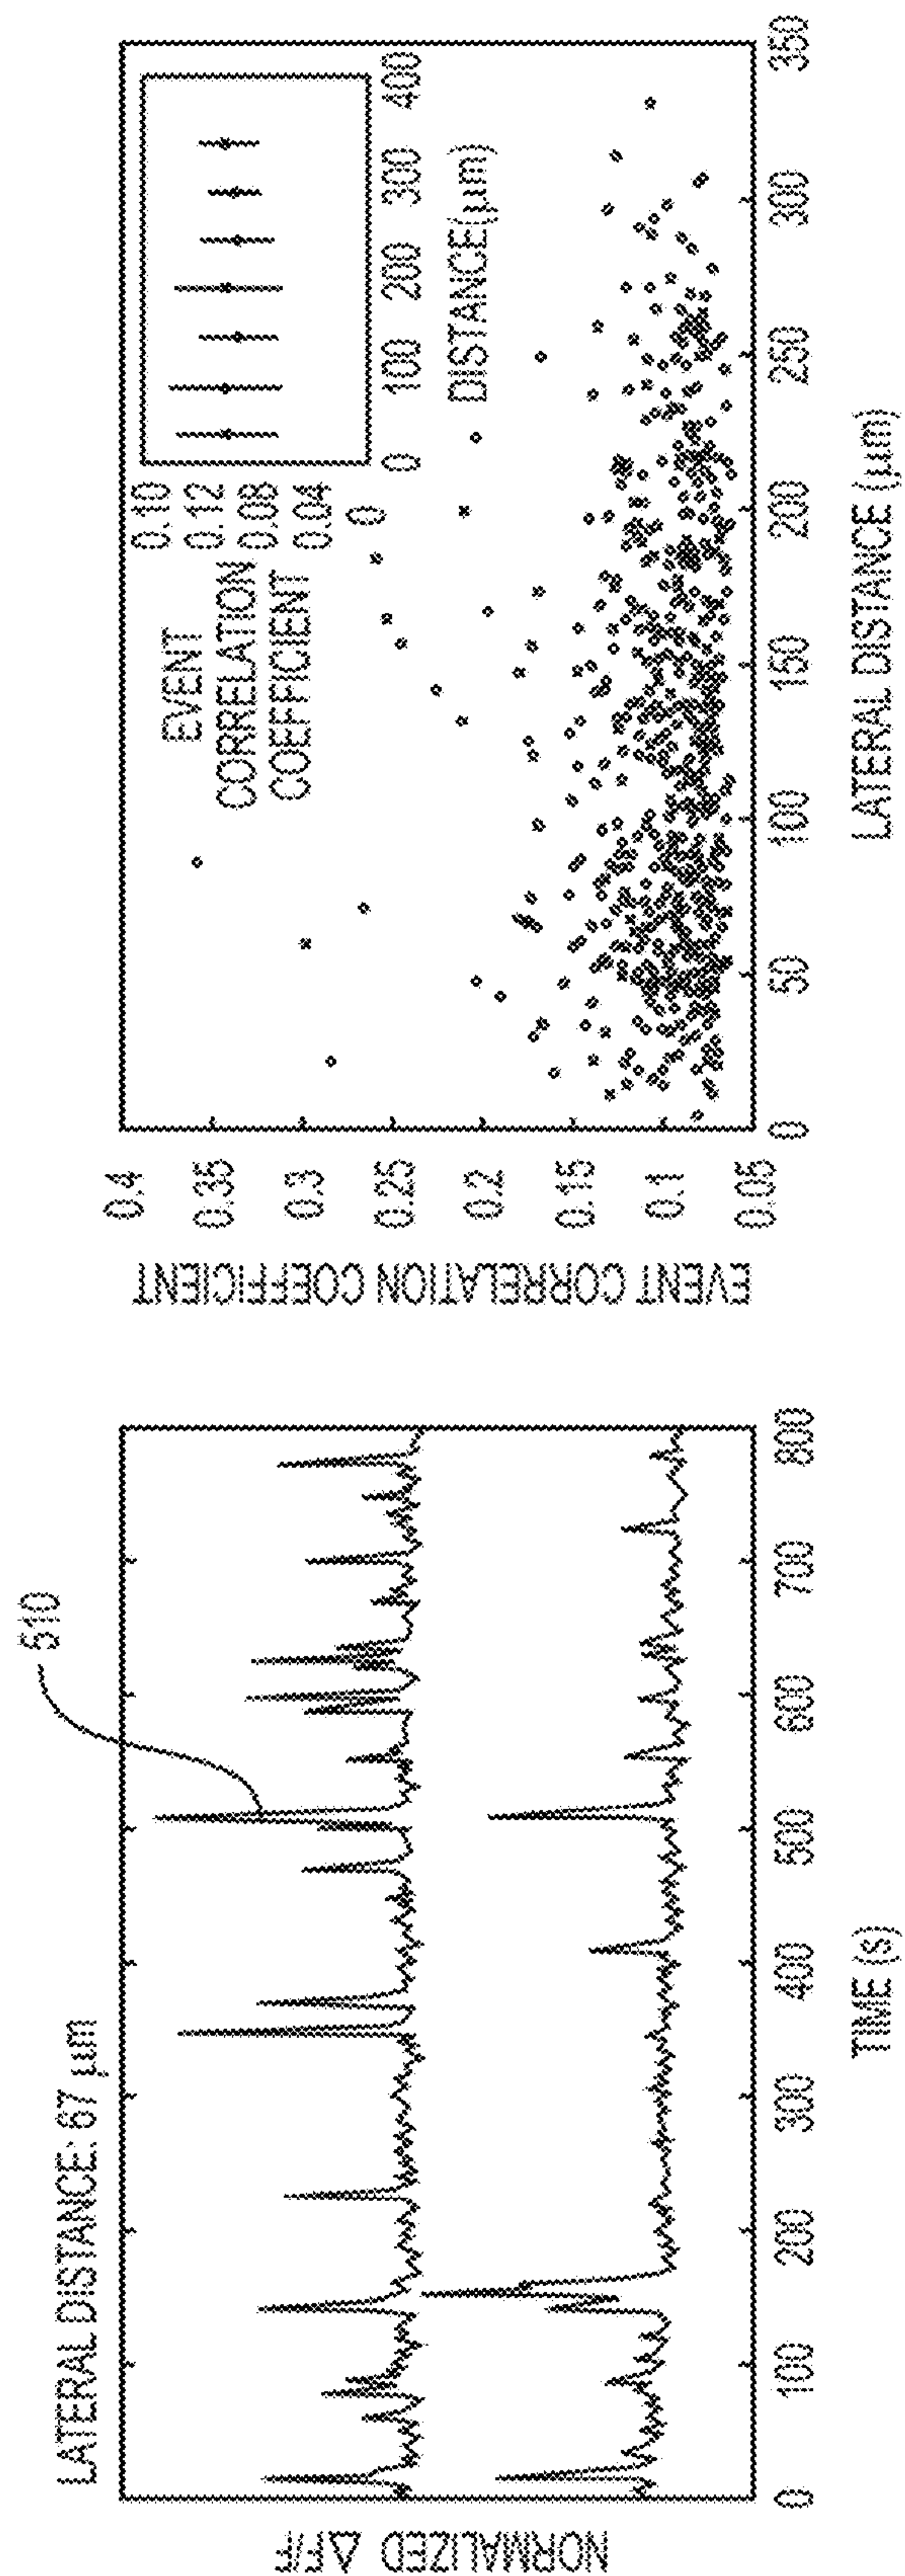 LATERAL DISTANCE: 67 µm
510
NORMALIZED ΔF/F
0 100 200 300 400 500 600 700 800
TIME (s)
EVENT CORRELATION COEFFICIENT
0.4
0.35
0.3
0.25
0.2
0.15
0.1
0.05
EVENT
CORRELATION
COEFFICIENT
0.10
0.12
0.08
0.04
0
0 100 200 300 400
DISTANCE(µm)
0 50 100 150 200 250 300 350
LATERAL DISTANCE (µm)